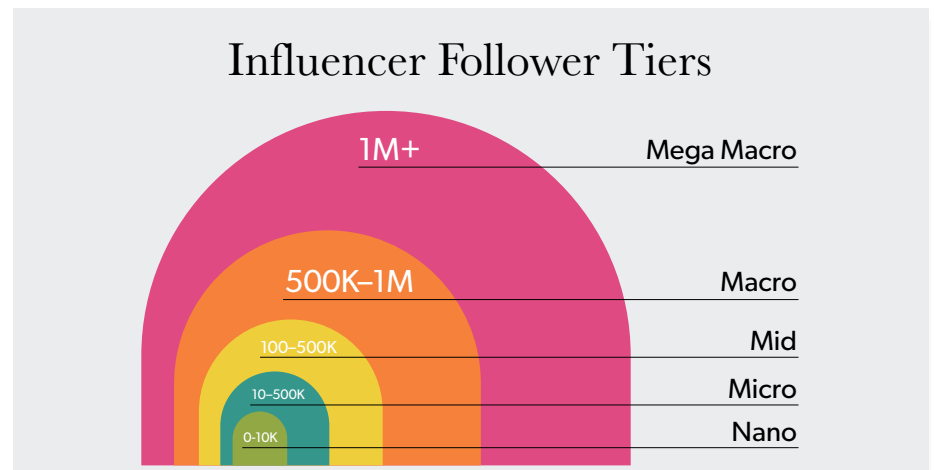 Influencer Follower Tiers
1M+ Mega Macro
500K–1M Macro
100–500K Mid
10–500K Micro
0-10K Nano